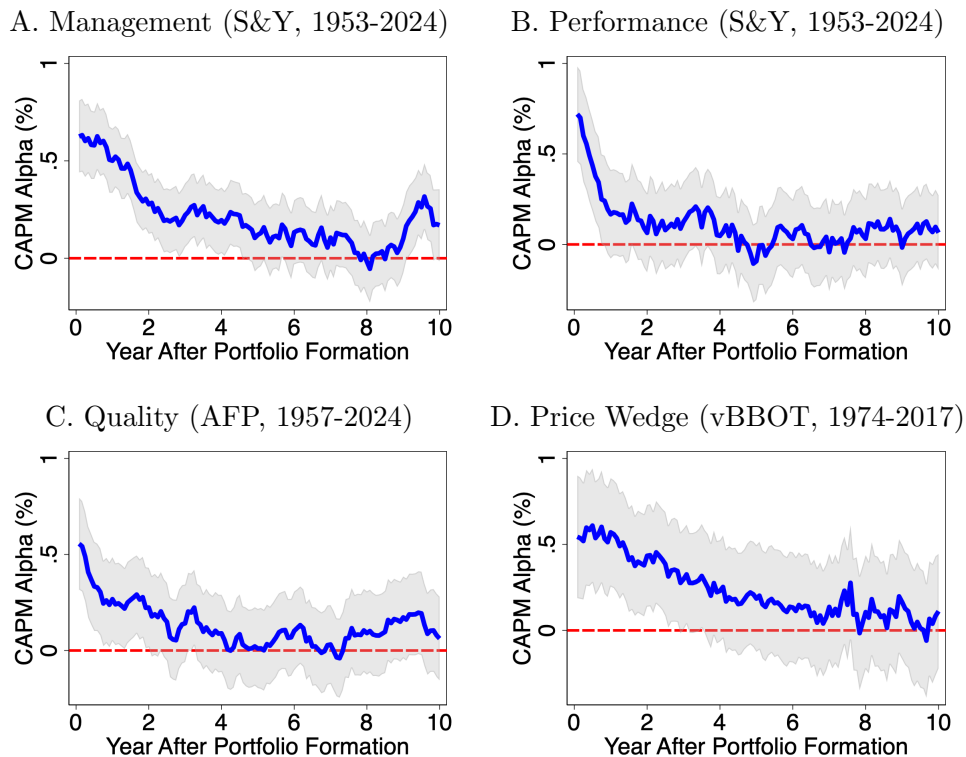 A. Management (S&Y, 1953-2024)
B. Performance (S&Y, 1953-2024)
CAPM Alpha (%)
1
.5
0
0 2 4 6 8 10
Year After Portfolio Formation
CAPM Alpha (%)
1
.5
0
0 2 4 6 8 10
Year After Portfolio Formation
C. Quality (AFP, 1957-2024)
D. Price Wedge (vBBOT, 1974-2017)
CAPM Alpha (%)
1
.5
0
0 2 4 6 8 10
Year After Portfolio Formation
CAPM Alpha (%)
1
.5
0
0 2 4 6 8 10
Year After Portfolio Formation